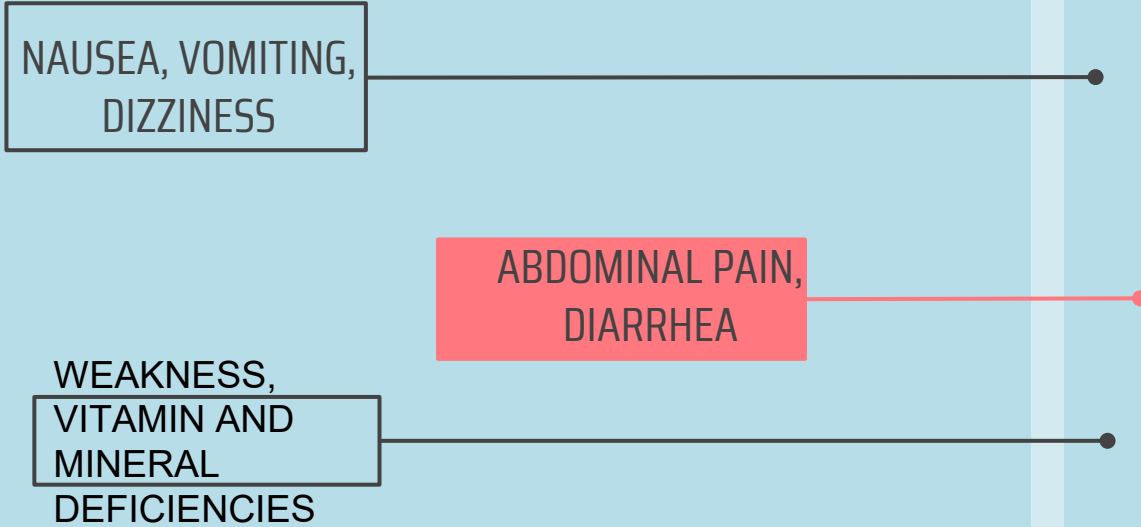 NAUSEA, VOMITING,
DIZZINESS
ABDOMINAL PAIN,
DIARRHEA
WEAKNESS,
VITAMIN AND
MINERAL
DEFICIENCIES